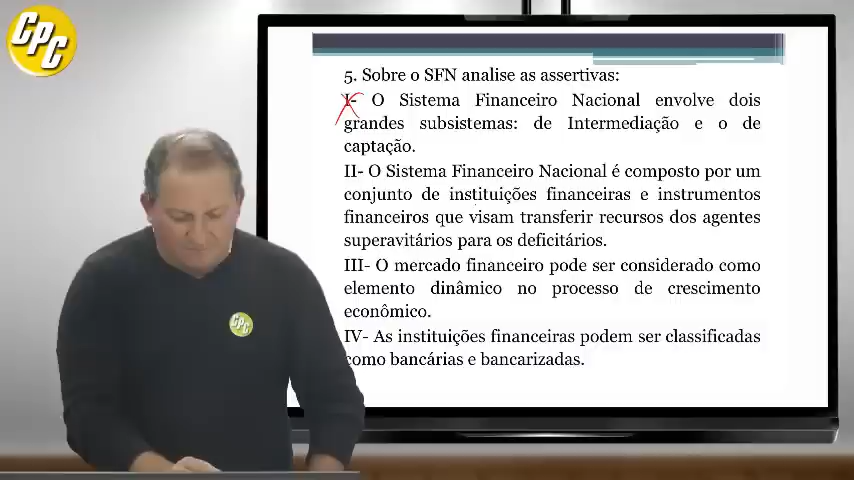 CPC
5. Sobre o SFN analise as assertivas:
I- O Sistema Financeiro Nacional envolve dois
grandes subsistemas: de Intermediação e o de
captação.
II- O Sistema Financeiro Nacional é composto por um
conjunto de instituições financeiras e instrumentos
financeiros que visam transferir recursos dos agentes
superavitários para os deficitários.
III- O mercado financeiro pode ser considerado como
elemento dinâmico no processo de crescimento
econômico.
IV- As instituições financeiras podem ser classificadas
como bancárias e bancarizadas.
CPC